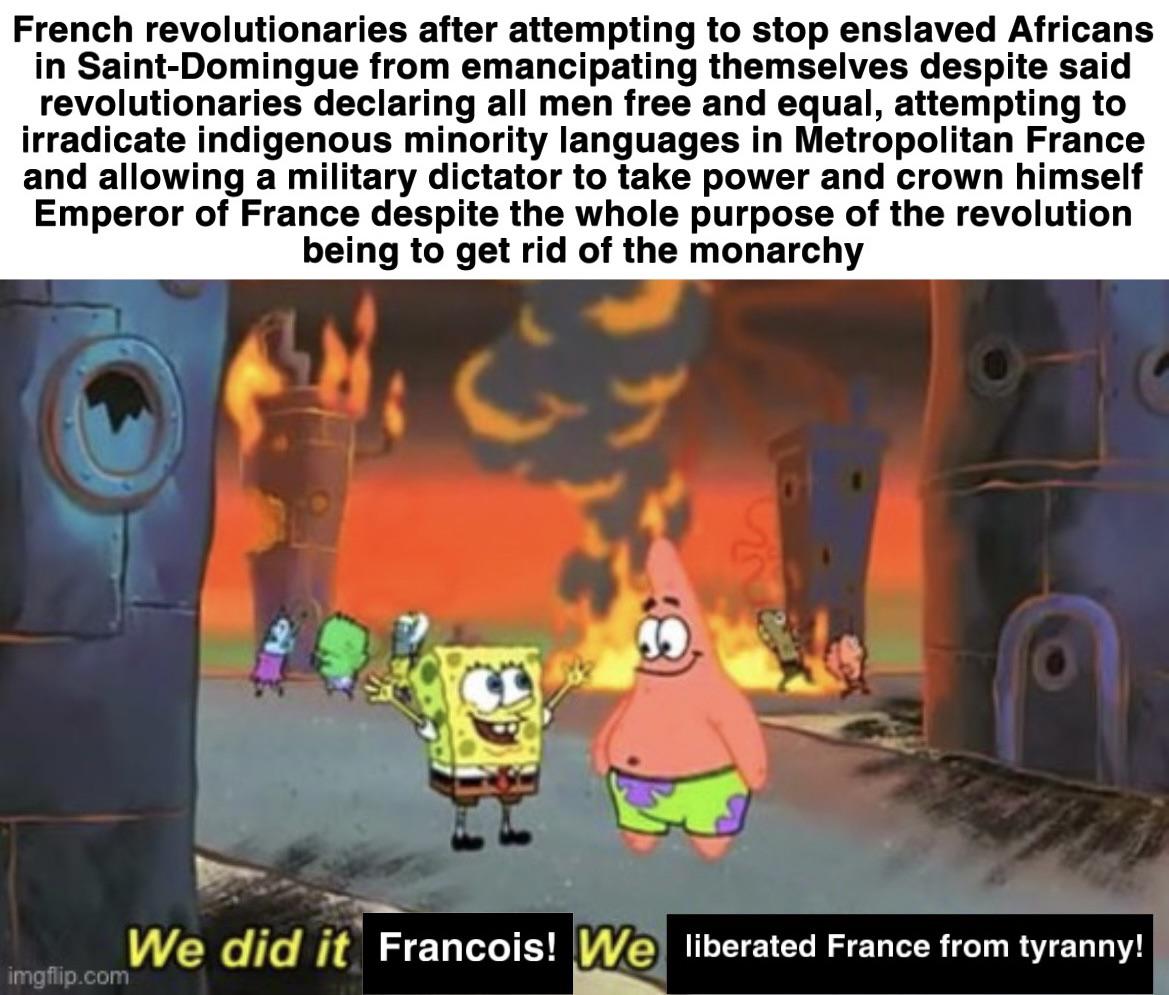 French revolutionaries after attempting to stop enslaved Africans
in Saint-Domingue from emancipating themselves despite said
revolutionaries declaring all men free and equal, attempting to
irradicate indigenous minority languages in Metropolitan France
and allowing a military dictator to take power and crown himself
Emperor of France despite the whole purpose of the revolution
being to get rid of the monarchy
We did it Francois! We liberated France from tyranny!
imgflip.com